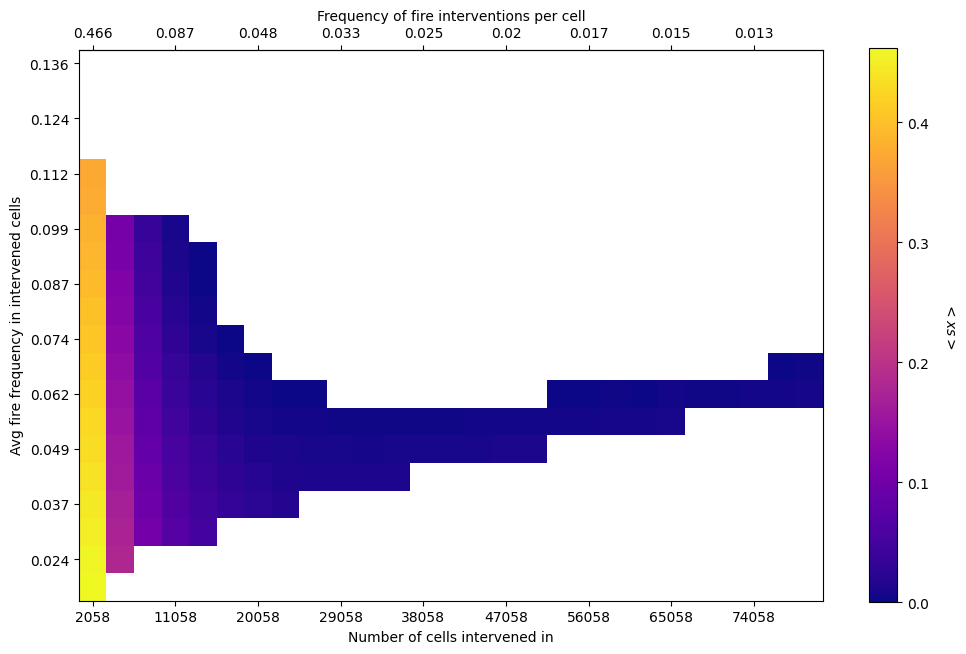 Frequency of fire interventions per cell
0.466 0.087 0.048 0.033 0.025 0.02 0.017 0.015 0.013
0.136
0.124
0.112
0.099
0.087
0.074
0.062
0.049
0.037
0.024
Avg fire frequency in intervened cells
2058 11058 20058 29058 38058 47058 56058 65058 74058
Number of cells intervened in
0.4
0.3
0.2
0.1
0.0
< sx >